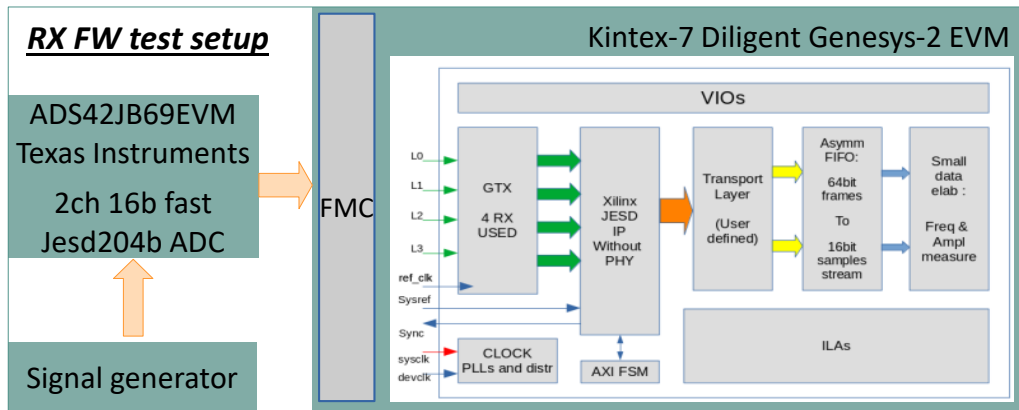 RX FW test setup
Kintex-7 Diligent Genesys-2 EVM
ADS42JB69EVM
Texas Instruments
2ch 16b fast
Jesd204b ADC
Signal generator
FMC
VIOs
L0
L1
L2
L3
ref_clk
Sysref
Sync
sysclk
devclk
GTX
4 RX
USED
Xilinx
JESD
IP
Without
PHY
Transport
Layer
(User
defined)
Asymm
FIFO:
64bit
frames
To
16bit
samples
stream
Small
data
elab :
Freq &
Ampl
measure
CLOCK
PLLs and distr
AXI FSM
ILAs